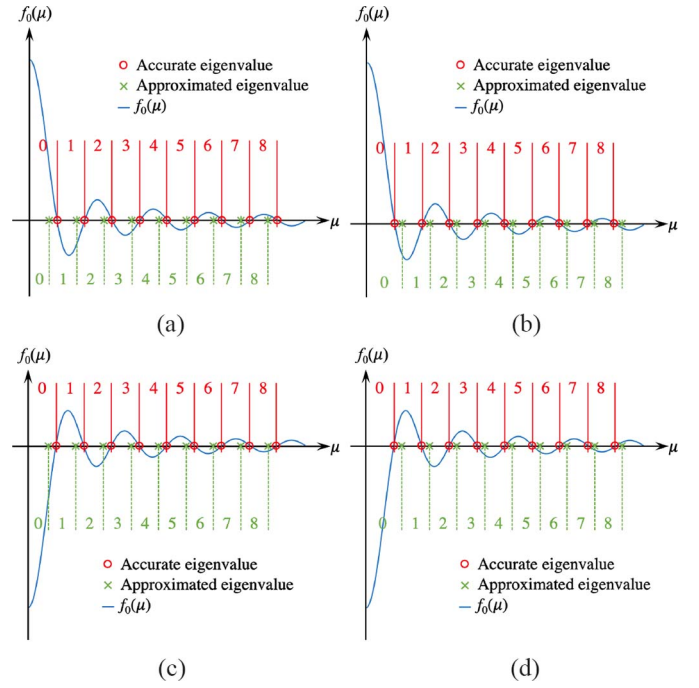 f₀(μ)
Accurate eigenvalue
Approximated eigenvalue
f₀(μ)
0 1 2 3 4 5 6 7 8
μ
0 1 2 3 4 5 6 7 8
(a)
f₀(μ)
Accurate eigenvalue
Approximated eigenvalue
f₀(μ)
0 1 2 3 4 5 6 7 8
μ
0 1 2 3 4 5 6 7 8
(b)
f₀(μ)
0 1 2 3 4 5 6 7 8
μ
0 1 2 3 4 5 6 7 8
Accurate eigenvalue
Approximated eigenvalue
f₀(μ)
(c)
f₀(μ)
0 1 2 3 4 5 6 7 8
μ
0 1 2 3 4 5 6 7 8
Accurate eigenvalue
Approximated eigenvalue
f₀(μ)
(d)